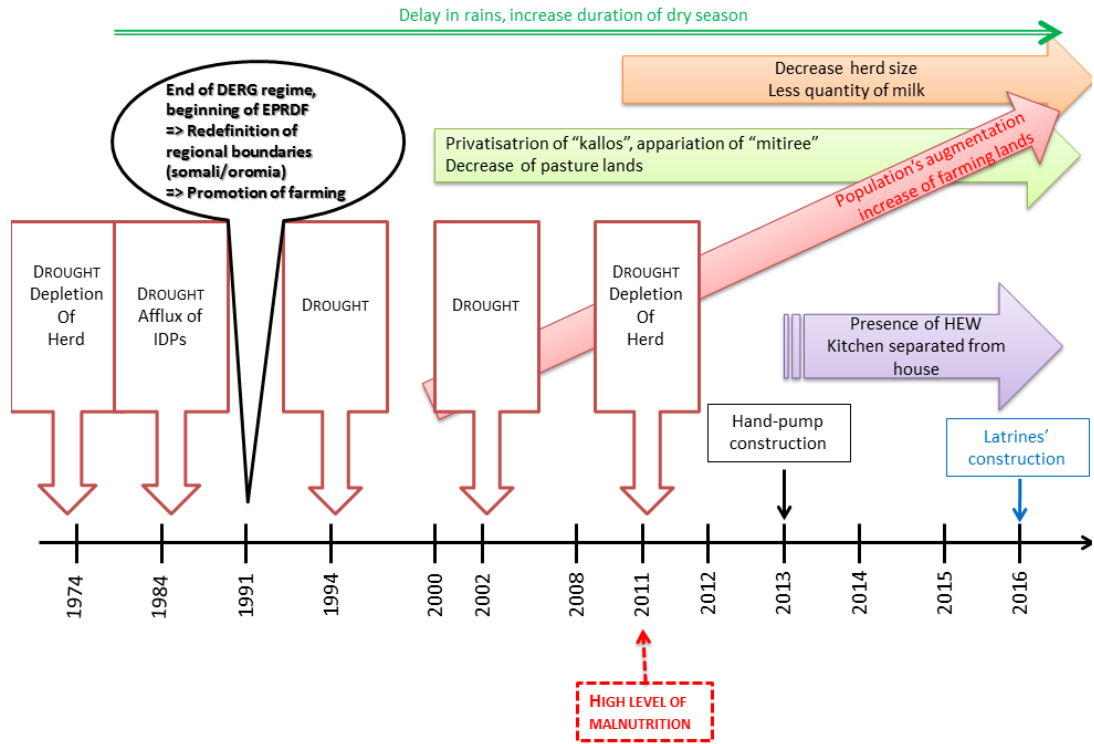 Delay in rains, increase duration of dry season
Decrease herd size
Less quantity of milk
End of DERG regime,
beginning of EPRDF
=> Redefinition of
regional boundaries
(somali/oromia)
=> Promotion of farming
Privatisatrion of “kallos”, appariation of “mitiree”
Decrease of pasture lands
Population's augmentation
increase of farming lands
DROUGHT
Depletion
Of
Herd
DROUGHT
Afflux of
IDPs
DROUGHT
DROUGHT
DROUGHT
Depletion
Of
Herd
Presence of HEW
Kitchen separated from
house
Hand-pump
construction
Latrines’
construction
1974
1984
1991
1994
2000
2002
2008
2011
2012
2013
2014
2015
2016
HIGH LEVEL OF
MALNUTRITION